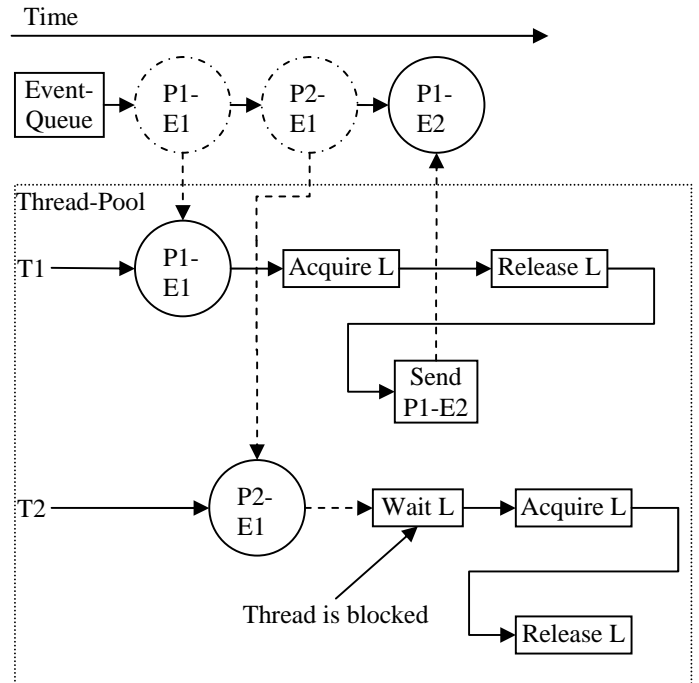 Time
Event-
Queue
P1-
E1
P2-
E1
P1-
E2
Thread-Pool
T1
P1-
E1
Acquire L
Release L
Send
P1-E2
T2
P2-
E1
Wait L
Acquire L
Thread is blocked
Release L